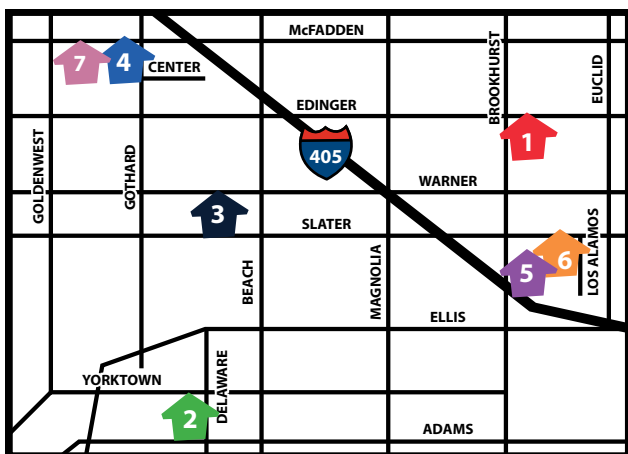 McFADDEN
7
4
CENTER
BROOKHURST
EUCLID
EDINGER
1
405
GOLDENWEST
GOTHARD
WARNER
3
SLATER
BEACH
MAGNOLIA
5
6
LOS ALAMOS
ELLIS
YORKTOWN
DELAWARE
2
ADAMS